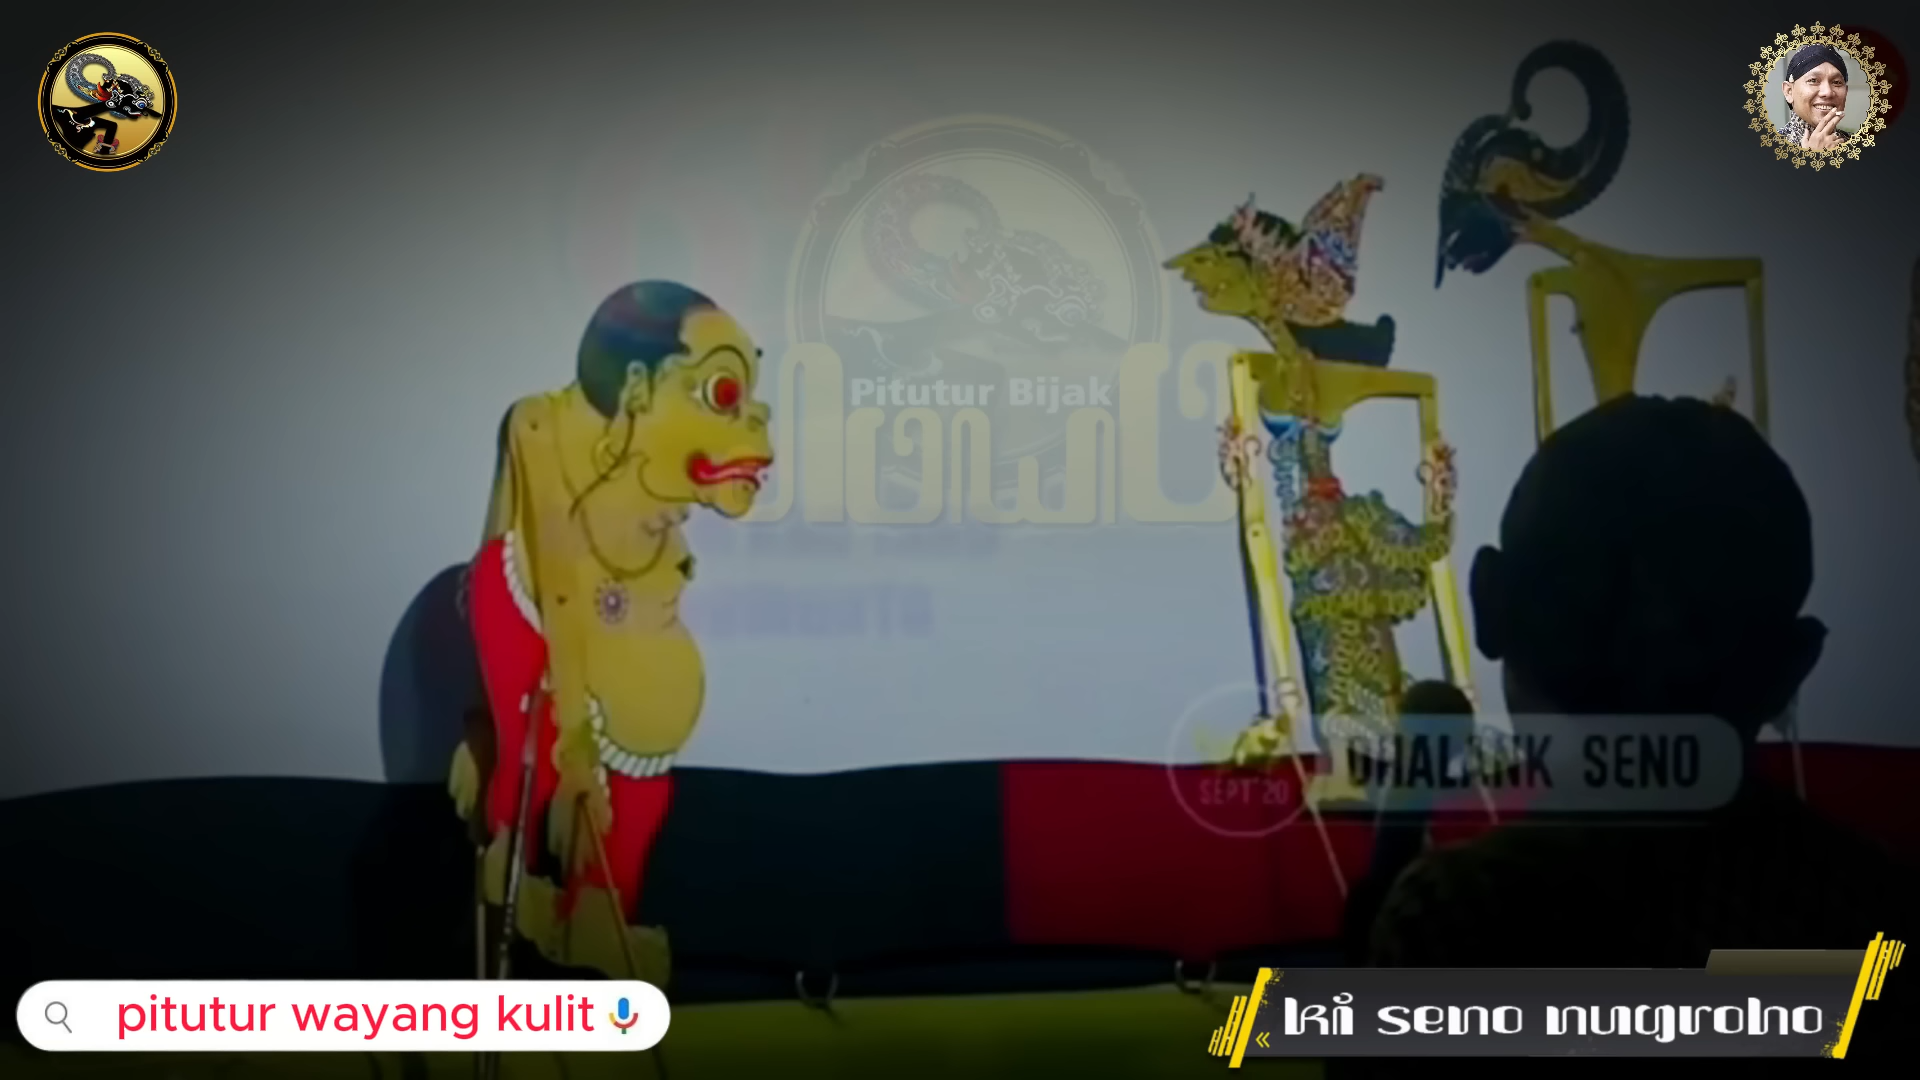 Pitutur Bijak
DHALANK SENO
SEPT'20
pitutur wayang kulit
ki seno nugroho